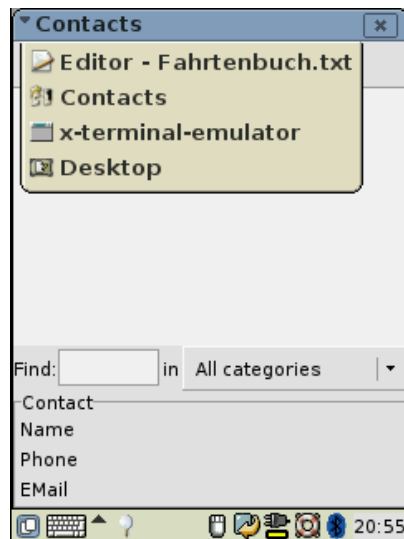 Contacts
Editor - Fahrtenbuch.txt
Contacts
x-terminal-emulator
Desktop
Find: in All categories
Contact
Name
Phone
EMail
20:55